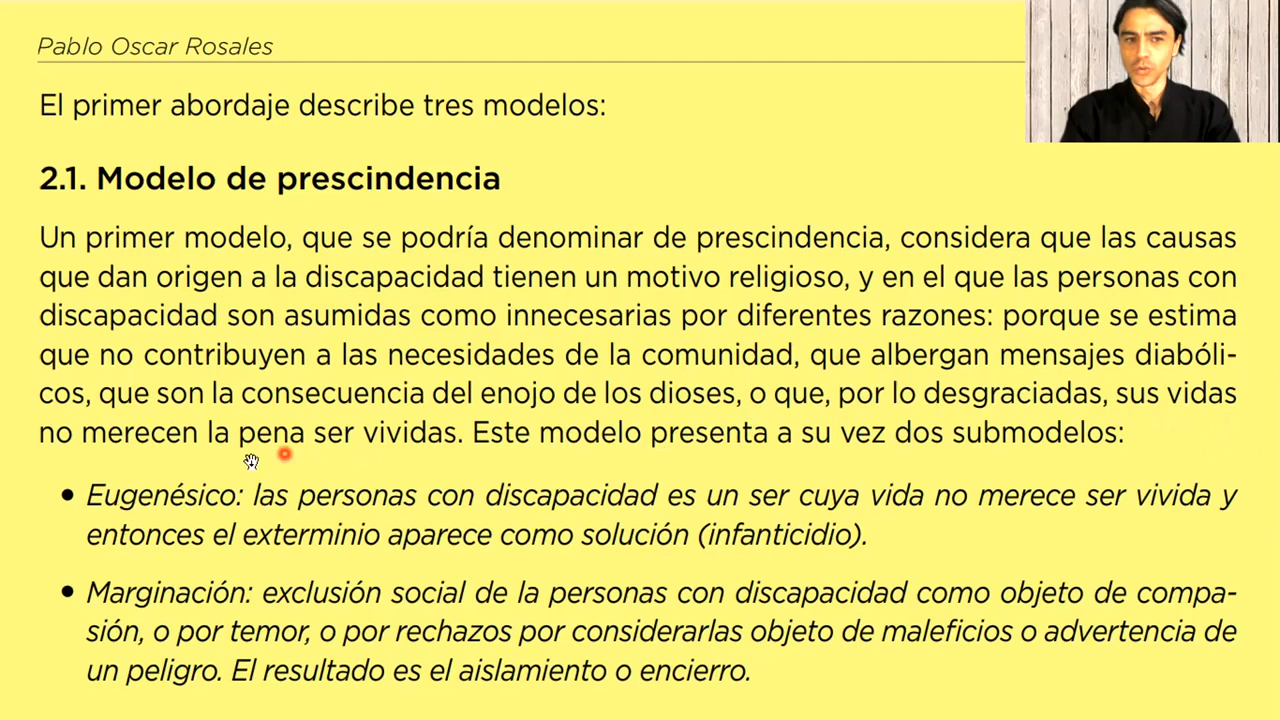 Pablo Oscar Rosales
El primer abordaje describe tres modelos:
2.1. Modelo de prescindencia
Un primer modelo, que se podría denominar de prescindencia, considera que las causas
que dan origen a la discapacidad tienen un motivo religioso, y en el que las personas con
discapacidad son asumidas como innecesarias por diferentes razones: porque se estima
que no contribuyen a las necesidades de la comunidad, que albergan mensajes diabóli-
cos, que son la consecuencia del enojo de los dioses, o que, por lo desgraciadas, sus vidas
no merecen la pena ser vividas. Este modelo presenta a su vez dos submodelos:
• Eugenésico: las personas con discapacidad es un ser cuya vida no merece ser vivida y
entonces el exterminio aparece como solución (infanticidio).
• Marginación: exclusión social de la personas con discapacidad como objeto de compa-
sión, o por temor, o por rechazos por considerarlas objeto de maleficios o advertencia de
un peligro. El resultado es el aislamiento o encierro.